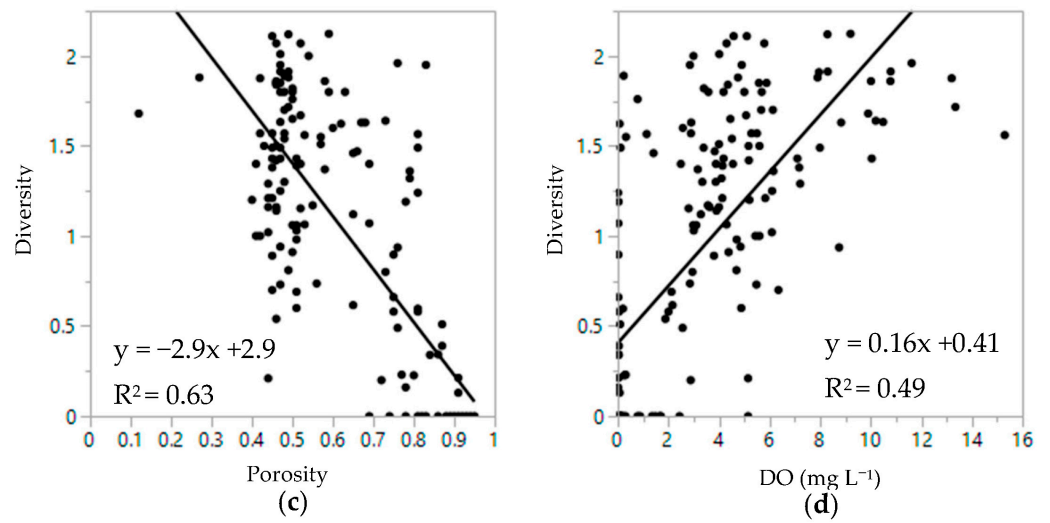 2
1.5
1
0.5
0
Diversity
y = −2.9x +2.9
R² = 0.63
0 0.1 0.2 0.3 0.4 0.5 0.6 0.7 0.8 0.9 1
Porosity
(c)
2
1.5
1
0.5
0
Diversity
y = 0.16x +0.41
R² = 0.49
0 2 4 6 8 10 12 14 16
DO (mg L⁻¹)
(d)